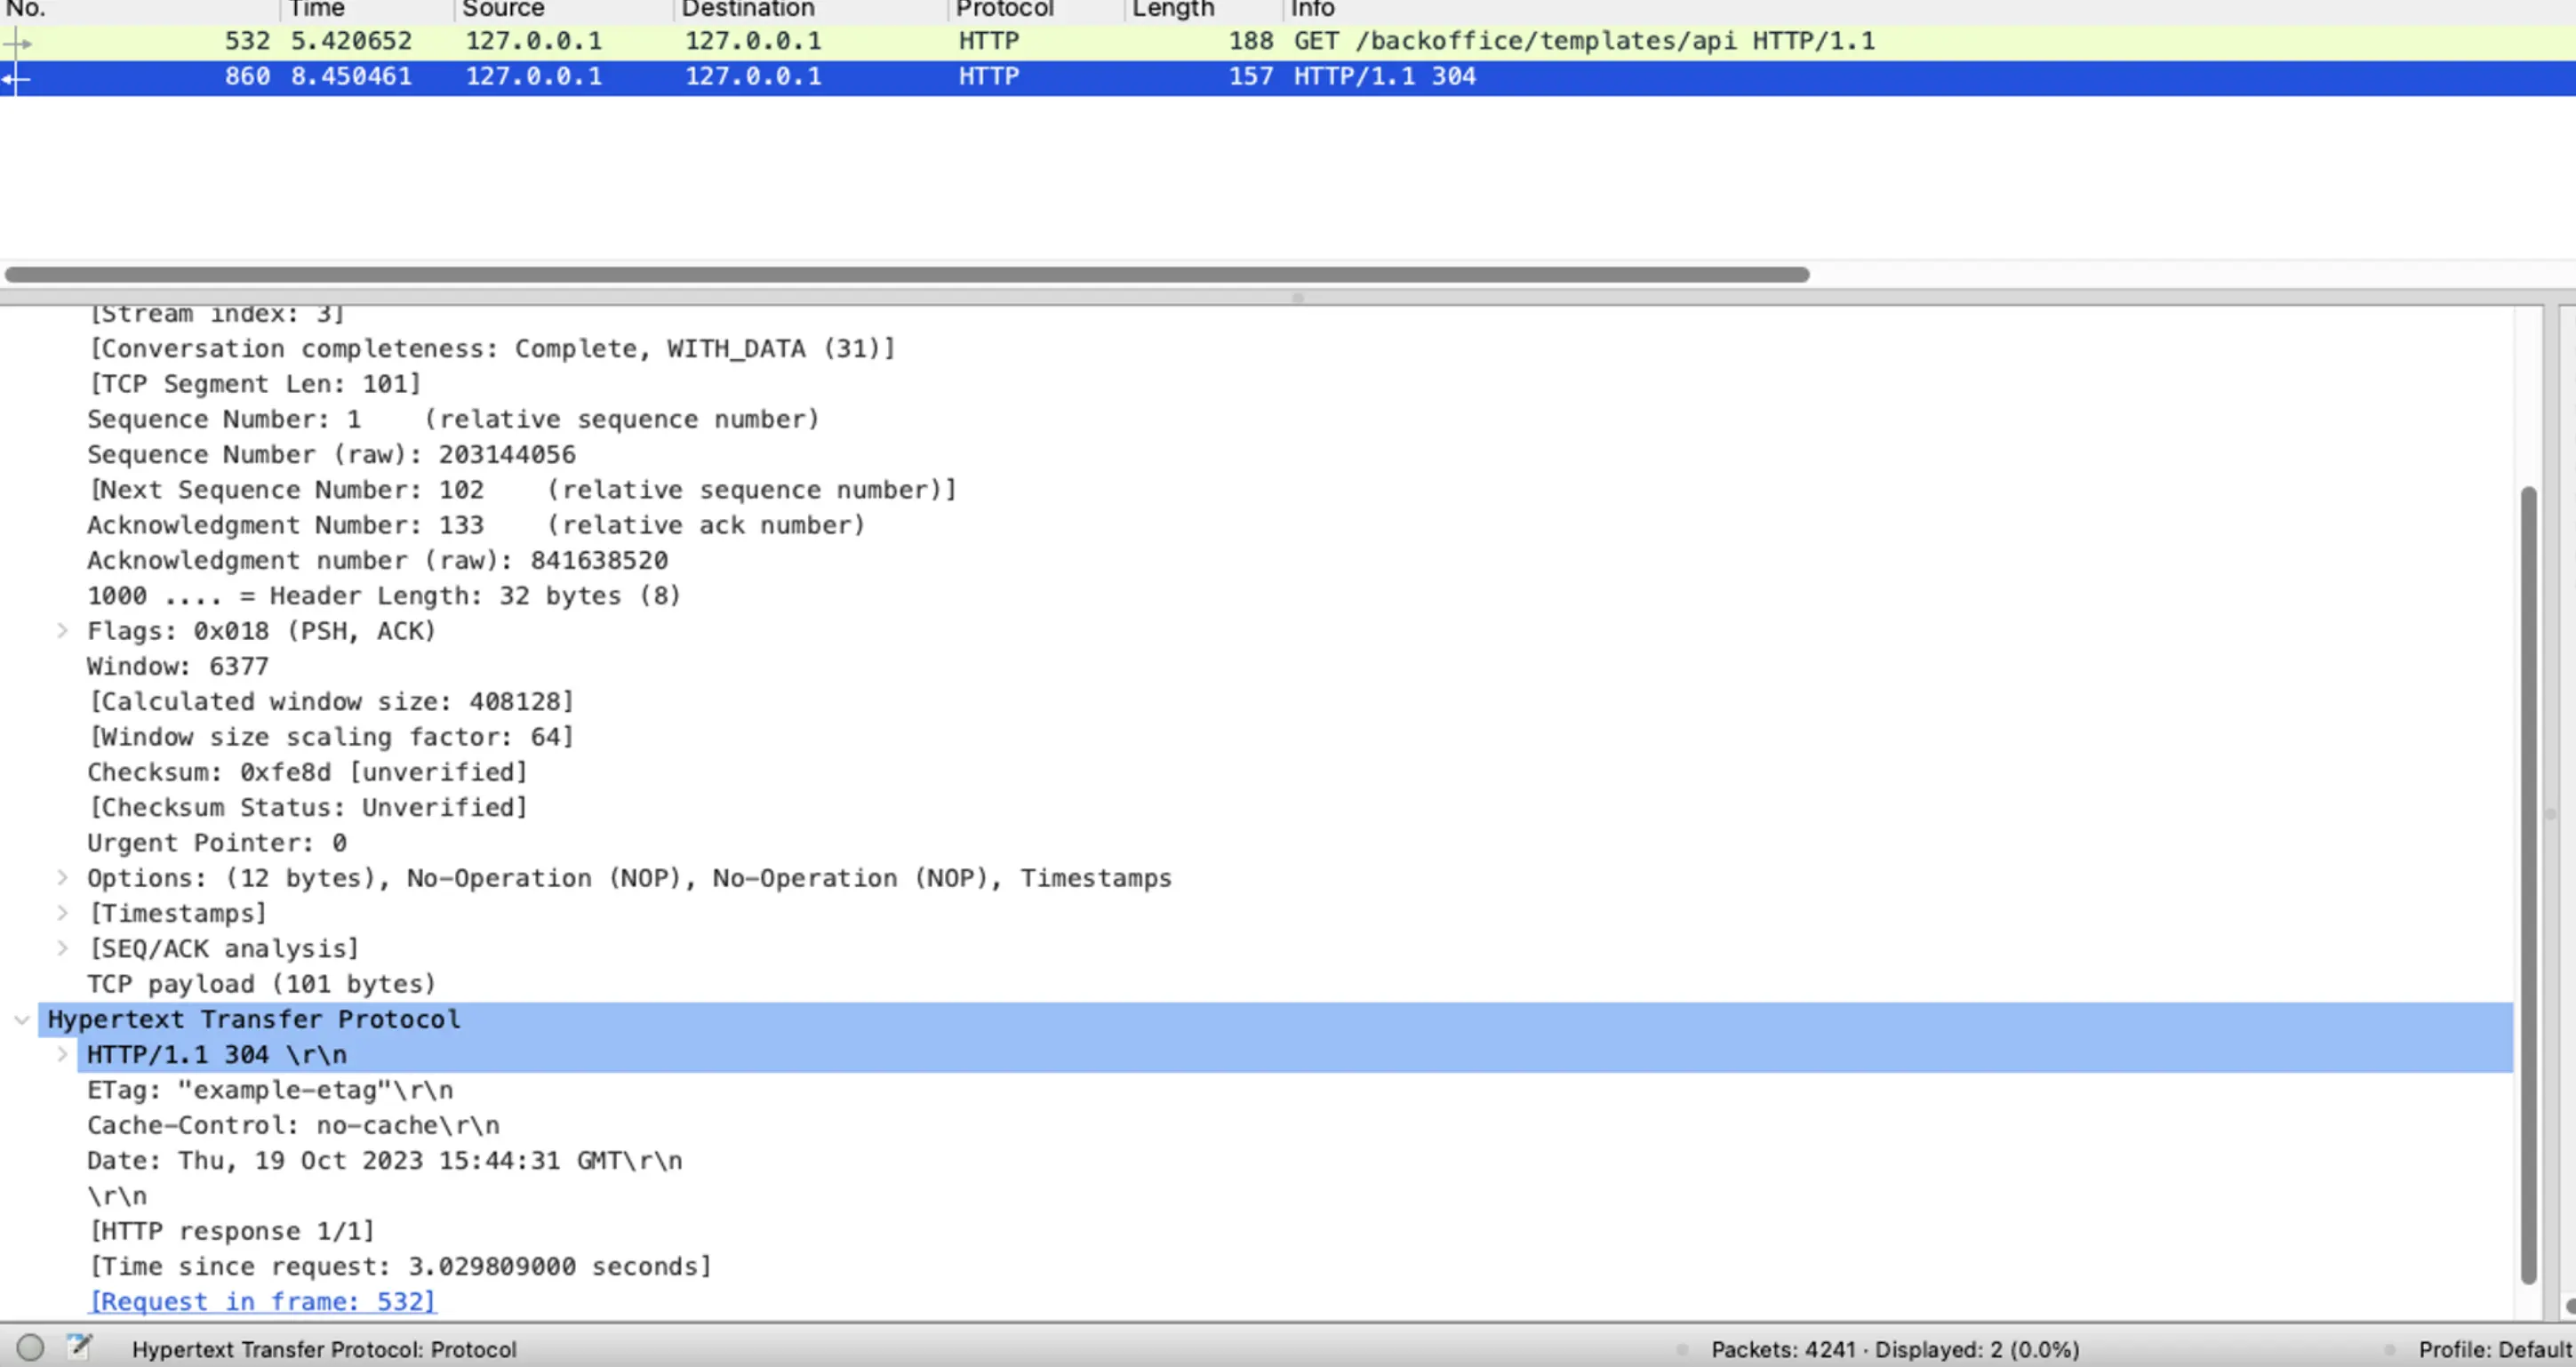 No. Time Source Destination Protocol Length Info
532 5.420652 127.0.0.1 127.0.0.1 HTTP 188 GET /backoffice/templates/api HTTP/1.1
860 8.450461 127.0.0.1 127.0.0.1 HTTP 157 HTTP/1.1 304
[Stream index: 3]
[Conversation completeness: Complete, WITH_DATA (31)]
[TCP Segment Len: 101]
Sequence Number: 1    (relative sequence number)
Sequence Number (raw): 203144056
[Next Sequence Number: 102    (relative sequence number)]
Acknowledgment Number: 133    (relative ack number)
Acknowledgment number (raw): 841638520
1000 .... = Header Length: 32 bytes (8)
Flags: 0x018 (PSH, ACK)
Window: 6377
[Calculated window size: 408128]
[Window size scaling factor: 64]
Checksum: 0xfe8d [unverified]
[Checksum Status: Unverified]
Urgent Pointer: 0
Options: (12 bytes), No-Operation (NOP), No-Operation (NOP), Timestamps
[Timestamps]
[SEQ/ACK analysis]
TCP payload (101 bytes)
Hypertext Transfer Protocol
HTTP/1.1 304 \r\n
ETag: "example-etag"\r\n
Cache-Control: no-cache\r\n
Date: Thu, 19 Oct 2023 15:44:31 GMT\r\n
\r\n
[HTTP response 1/1]
[Time since request: 3.029809000 seconds]
[Request in frame: 532]
Hypertext Transfer Protocol: Protocol Packets: 4241 · Displayed: 2 (0.0%) Profile: Default